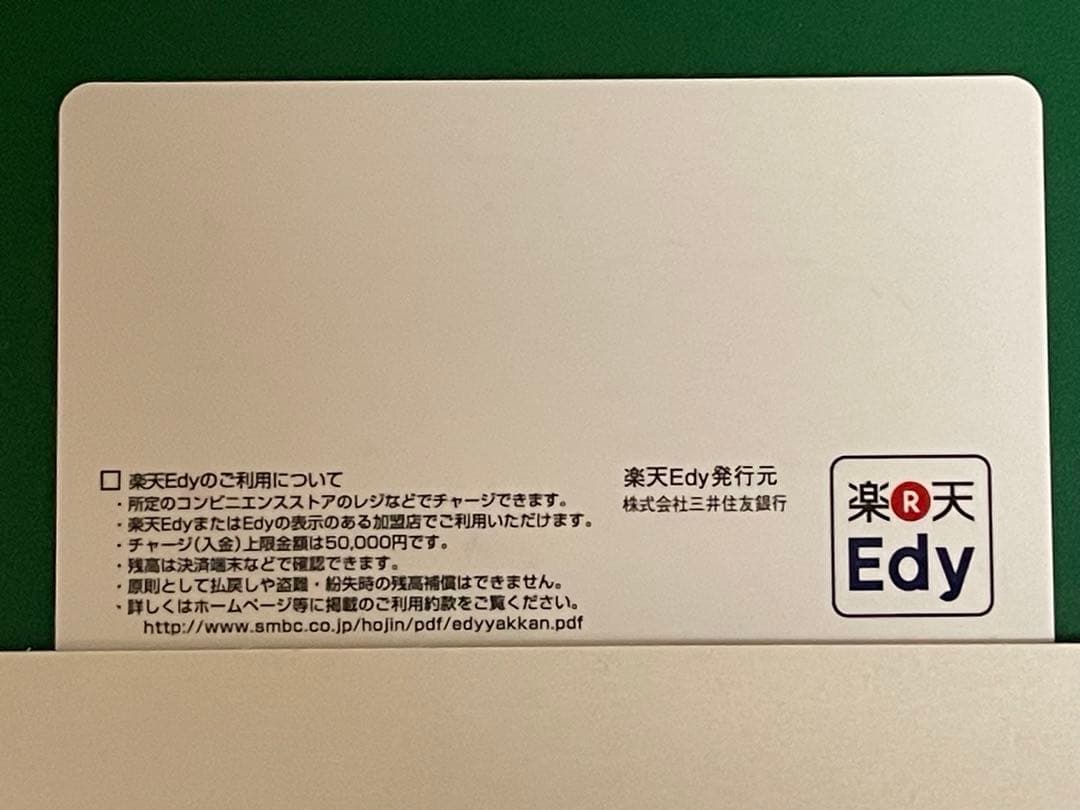 □ 楽天Edyのご利用について
・所定のコンビニエンスストアのレジなどでチャージできます。
・楽天EdyまたはEdyの表示のある加盟店でご利用いただけます。
・チャージ(入金)上限金額は50,000円です。
・残高は決済端末などで確認できます。
・原則として払戻しや盗難・紛失時の残高補償はできません。
・詳しくはホームページ等に掲載のご利用約款をご覧ください。
http://www.smbc.co.jp/hojin/pdf/edyyakkan.pdf
楽天Edy発行元
株式会社三井住友銀行
楽R天
Edy